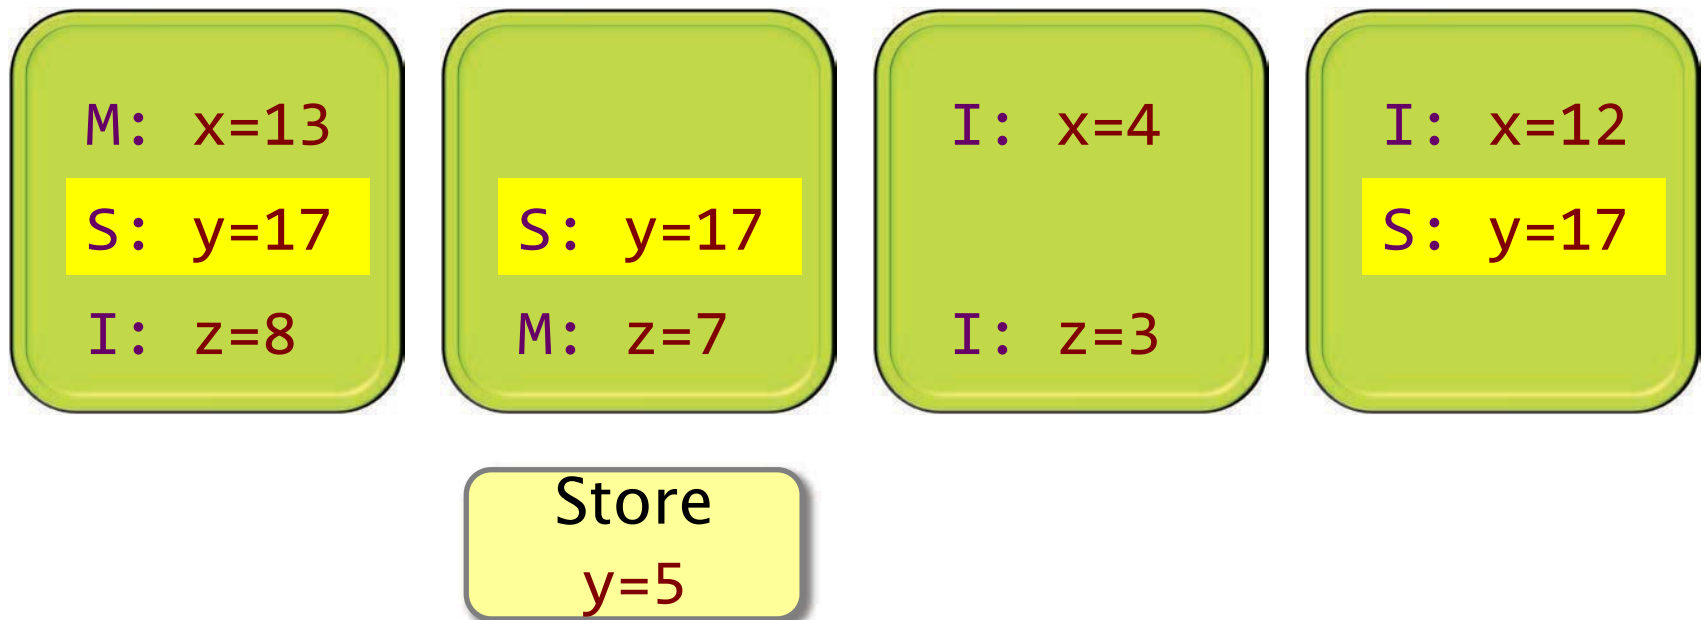 M: x=13
S: y=17
I: z=8
S: y=17
M: z=7
I: x=4
I: z=3
I: x=12
S: y=17
Store
y=5